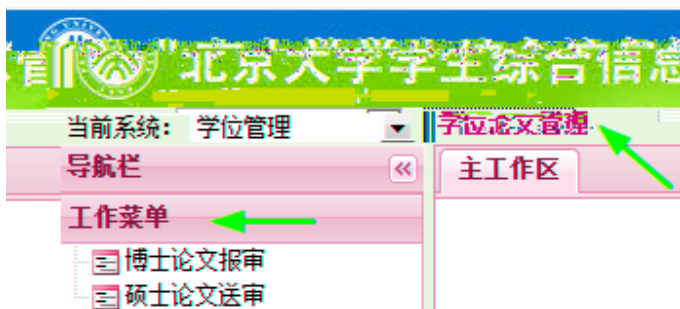 北京大学学生综合信息
当前系统： 学位管理 学位论文管理
导航栏
主工作区
工作菜单
博士论文报审
硕士论文送审